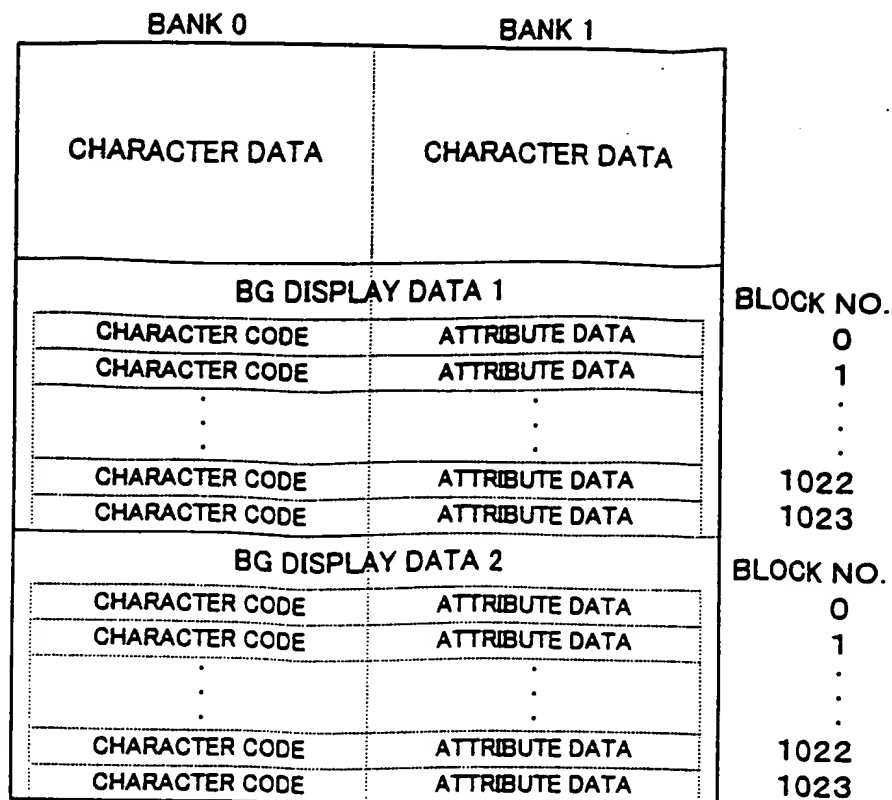 BANK 0 BANK 1
CHARACTER DATA CHARACTER DATA
BG DISPLAY DATA 1 BLOCK NO.
CHARACTER CODE ATTRIBUTE DATA 0
CHARACTER CODE ATTRIBUTE DATA 1
CHARACTER CODE ATTRIBUTE DATA 1022
CHARACTER CODE ATTRIBUTE DATA 1023
BG DISPLAY DATA 2 BLOCK NO.
CHARACTER CODE ATTRIBUTE DATA 0
CHARACTER CODE ATTRIBUTE DATA 1
CHARACTER CODE ATTRIBUTE DATA 1022
CHARACTER CODE ATTRIBUTE DATA 1023